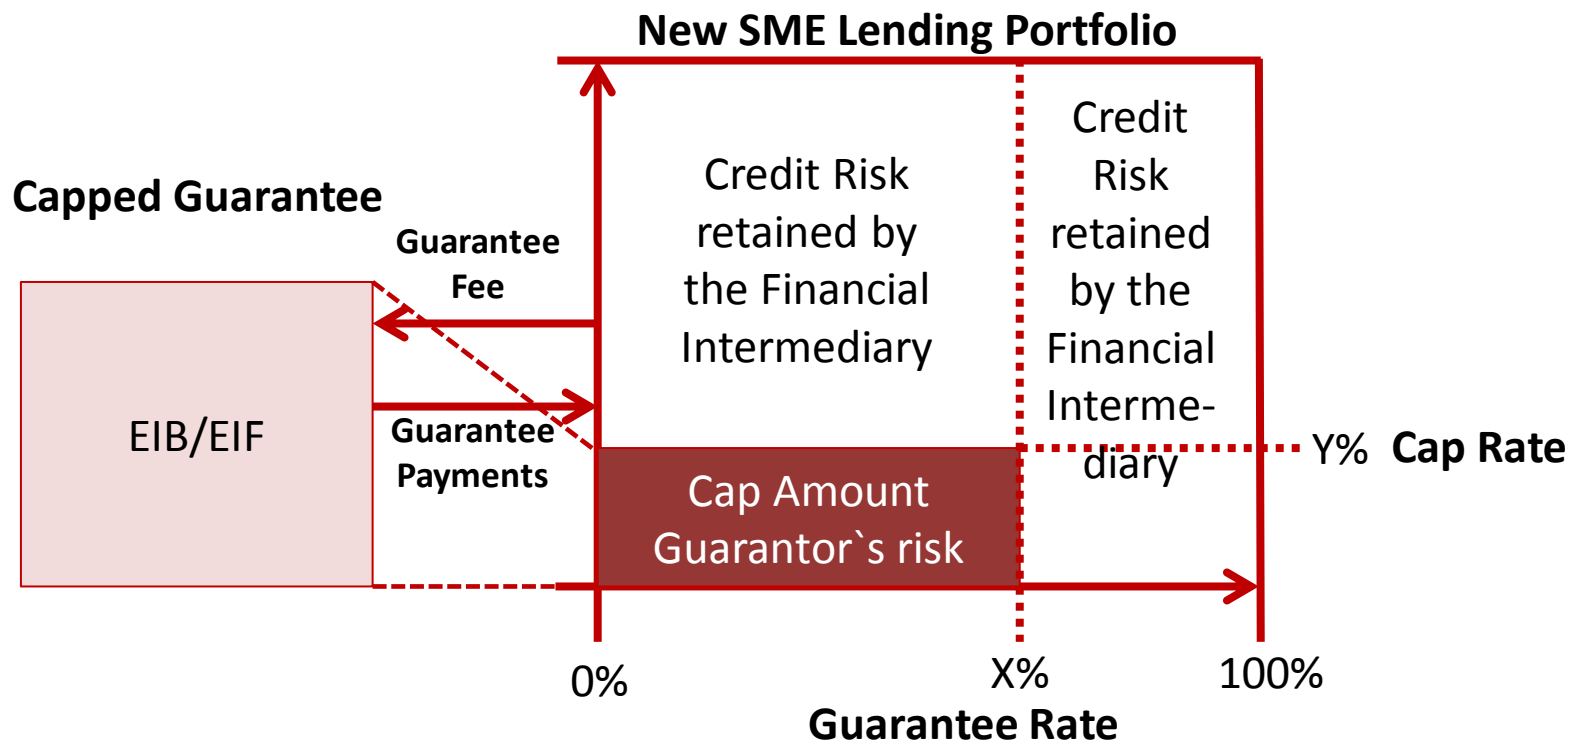 New SME Lending Portfolio
Capped Guarantee
Guarantee
Fee
EIB/EIF
Guarantee
Payments
Credit Risk
retained by
the Financial
Intermediary
Credit
Risk
retained
by the
Financial
Interme-
diary
Cap Amount
Guarantor`s risk
Y% Cap Rate
0%
X%
100%
Guarantee Rate